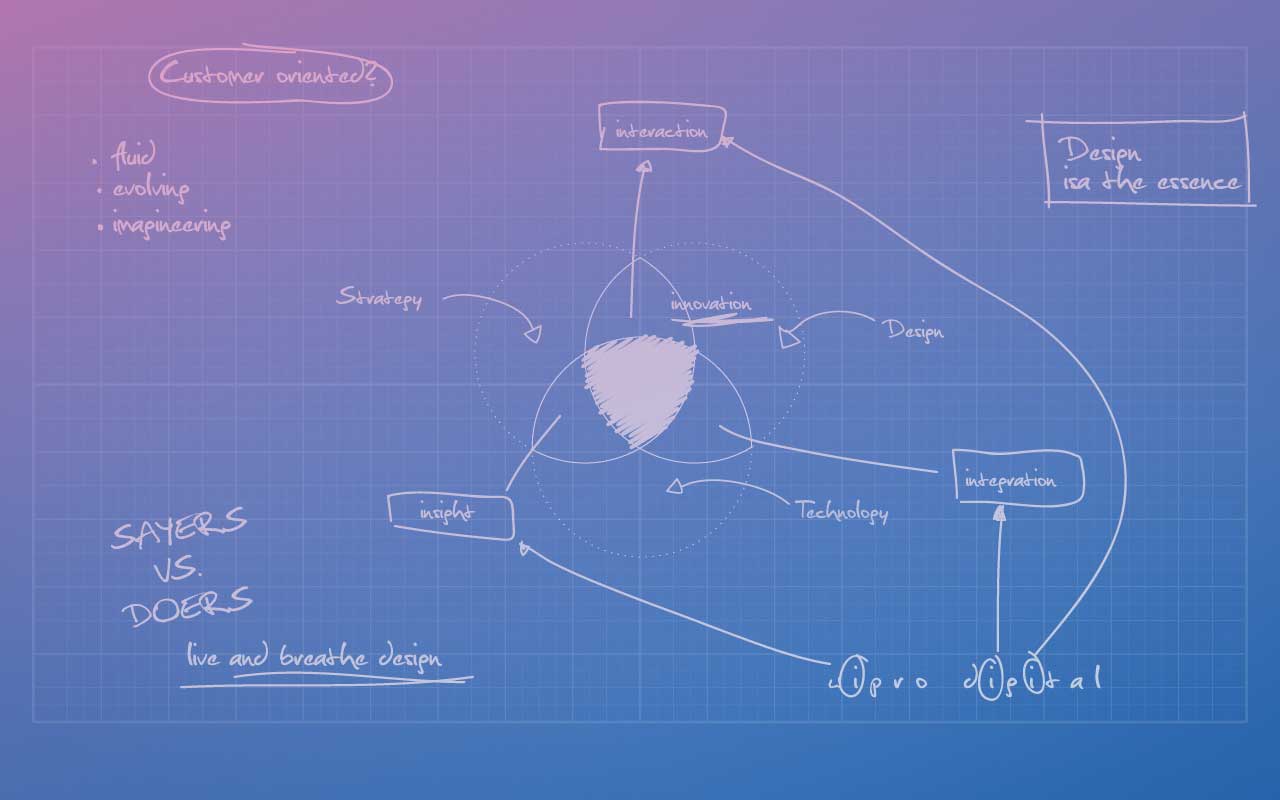 Customer oriented?
• fluid
• evolving
• imagineering
interaction
Design
isa the essence
Strategy
innovation
Design
insight
integration
Technology
SAYERS
VS.
DOERS
live and breathe design
wipro digital